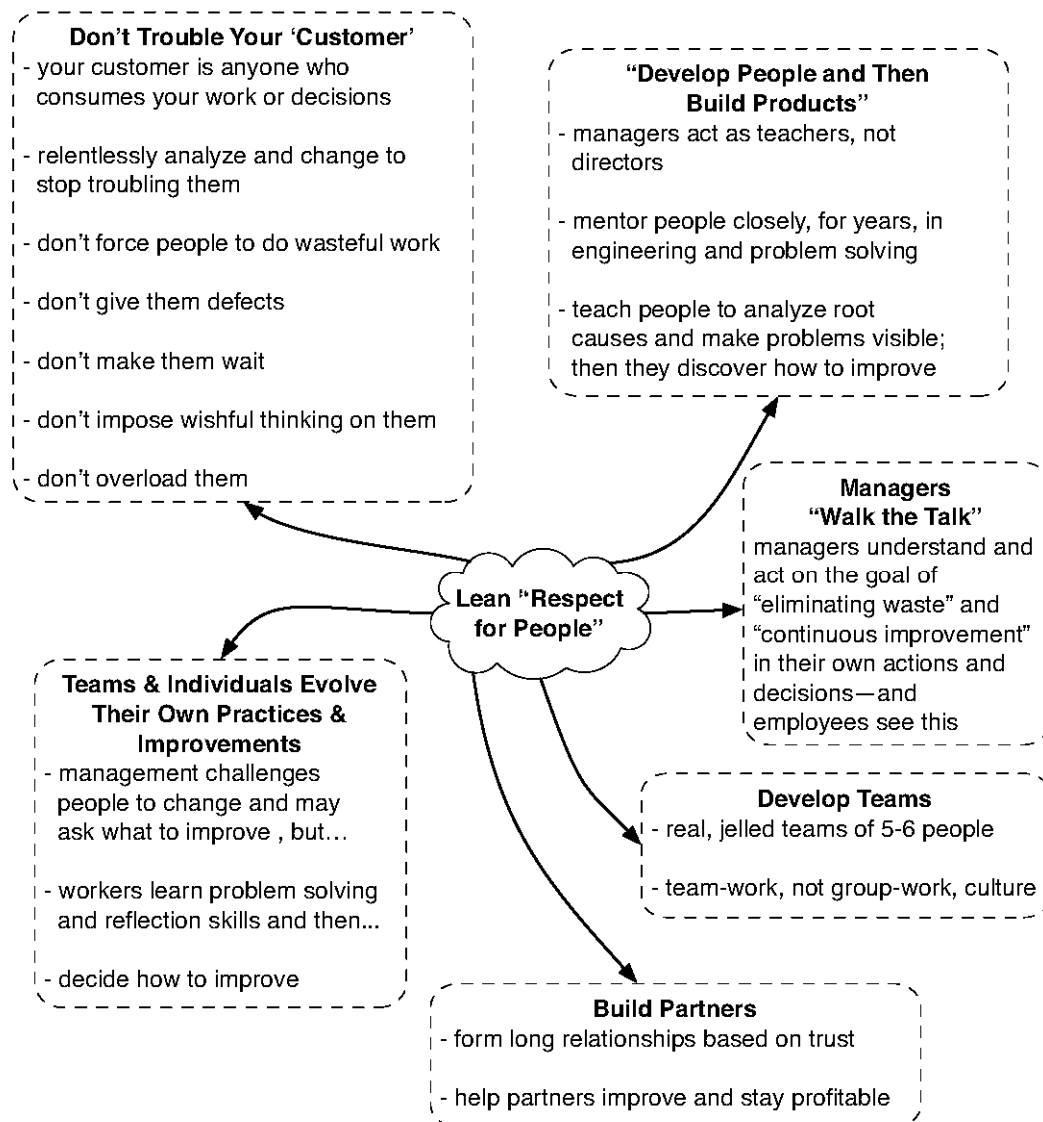 Don't Trouble Your ‘Customer’
- your customer is anyone who
consumes your work or decisions
- relentlessly analyze and change to
stop troubling them
- don't force people to do wasteful work
- don't give them defects
- don't make them wait
- don't impose wishful thinking on them
- don't overload them
“Develop People and Then
Build Products”
- managers act as teachers, not
directors
- mentor people closely, for years, in
engineering and problem solving
- teach people to analyze root
causes and make problems visible;
then they discover how to improve
Managers
“Walk the Talk”
managers understand and
act on the goal of
“eliminating waste” and
“continuous improvement”
in their own actions and
decisions—and
employees see this
Lean “Respect
for People”
Teams & Individuals Evolve
Their Own Practices &
Improvements
- management challenges
people to change and may
ask what to improve , but…
- workers learn problem solving
and reflection skills and then...
- decide how to improve
Develop Teams
- real, jelled teams of 5-6 people
- team-work, not group-work, culture
Build Partners
- form long relationships based on trust
- help partners improve and stay profitable